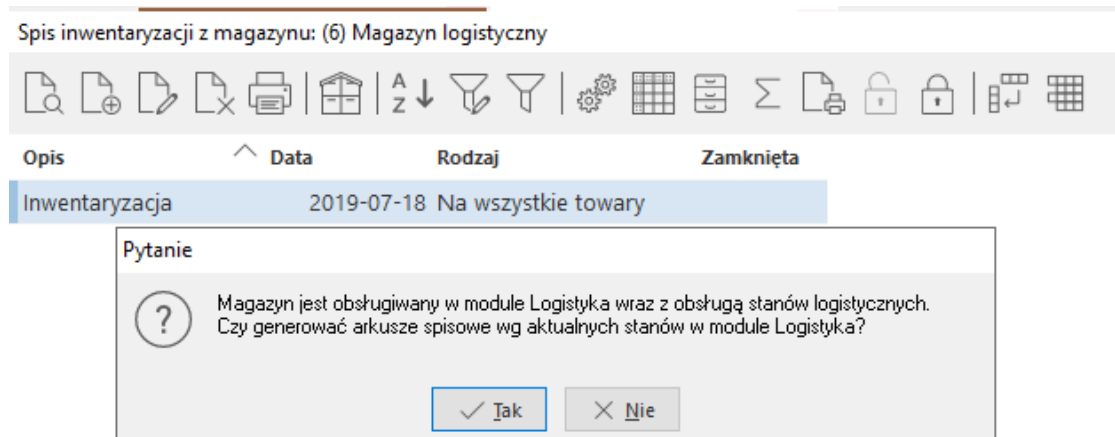 Spis inwentaryzacji z magazynu: (6) Magazyn logistyczny
A
Z
Opis Data Rodzaj Zamknięta
Inwentaryzacja 2019-07-18 Na wszystkie towary
Pytanie
Magazyn jest obsługiwany w module Logistyka wraz z obsługą stanów logistycznych.
Czy generować arkusze spisowe wg aktualnych stanów w module Logistyka?
Tak Nie